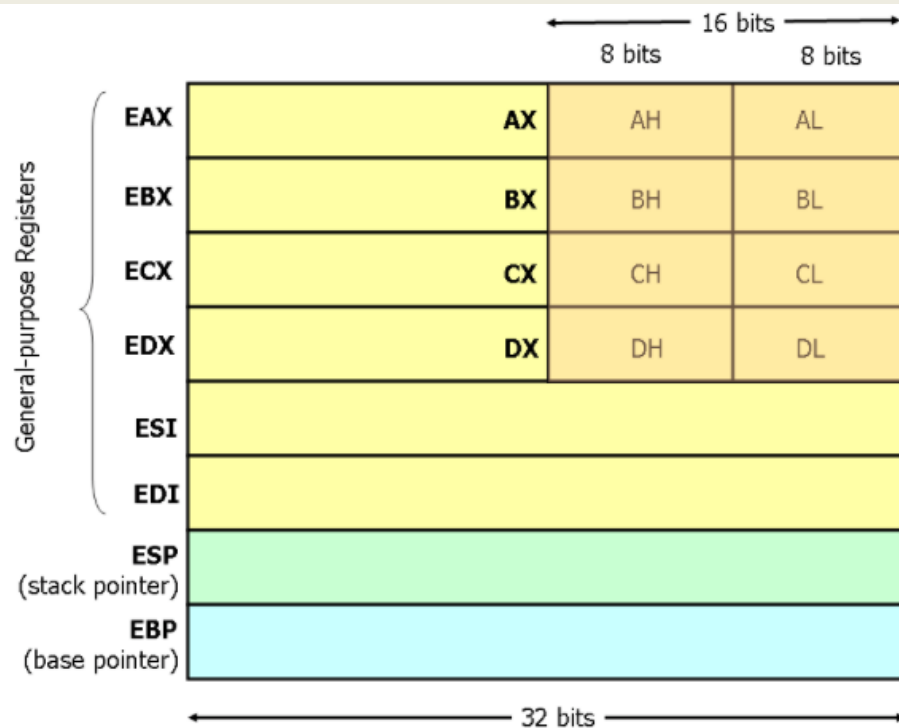 16 bits
8 bits 8 bits
General-purpose Registers
EAX AX AH AL
EBX BX BH BL
ECX CX CH CL
EDX DX DH DL
ESI
EDI
ESP
(stack pointer)
EBP
(base pointer)
32 bits